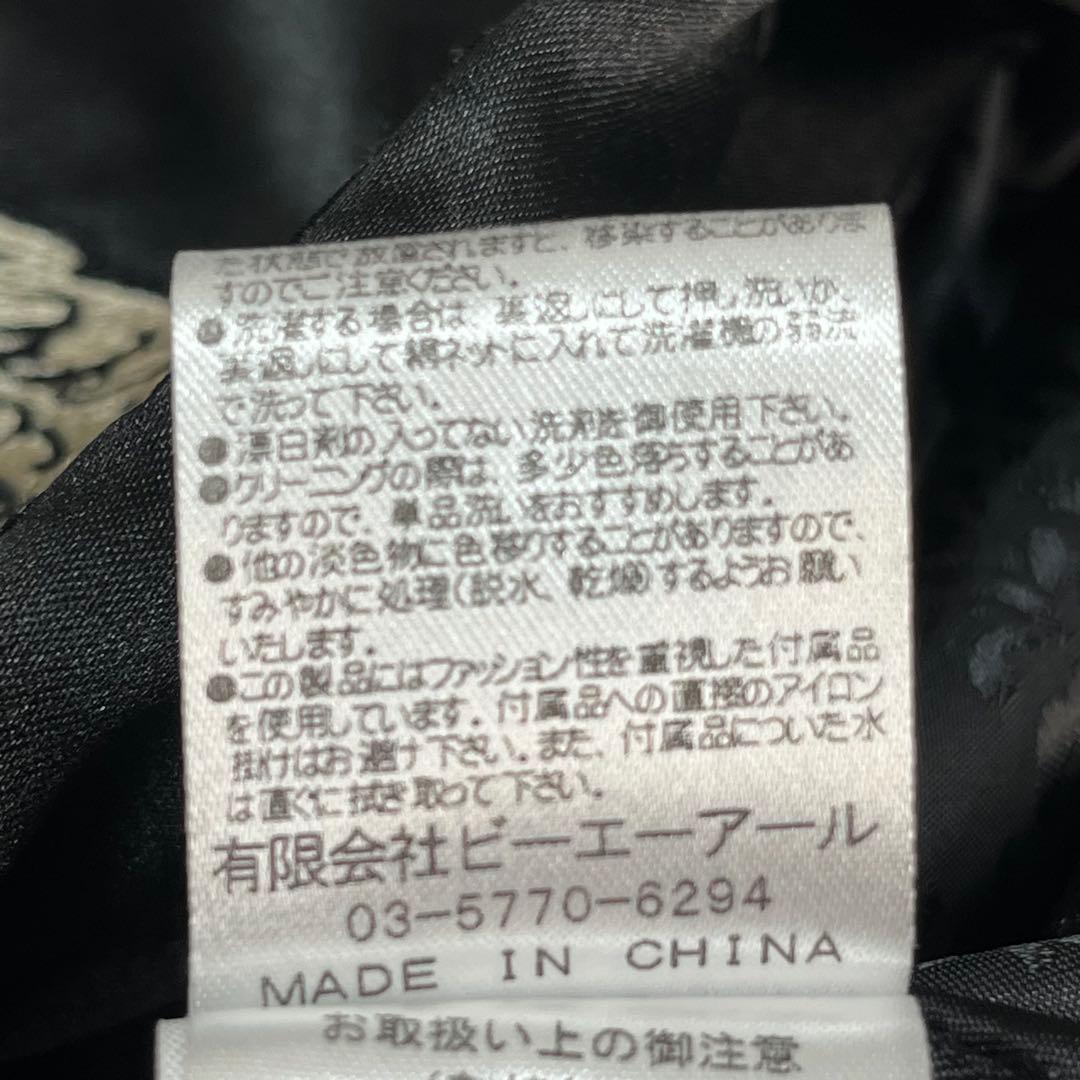 た状態で放置されますと、移染することがありま
すのでご注意ください。
●洗濯する場合は、裏返しにして押し洗いか、
裏返しにして網ネットに入れて洗濯機の弱流
で洗って下さい。
●漂白剤の入ってない洗剤を御使用下さい。
●クリーニングの際は、多少色落ちすることがあ
りますので、単品洗いをおすすめします。
●他の淡色物に色移りすることがありますので、
すみやかに処理(脱水、乾燥)するようお願い
いたします。
●この製品にはファッション性を重視した付属品
を使用しています。付属品への直接のアイロン
掛けはお避け下さい。また、付属品についた水
は直ぐに拭き取って下さい。
有限会社ビーエーアール
03-5770-6294
MADE IN CHINA
お取扱い上の御注意